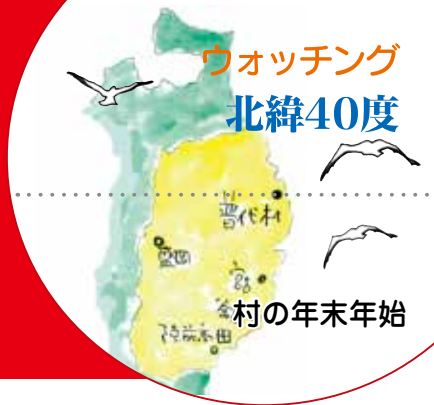 ウォッチング
北緯40度
普代村
盛岡
宮古
村の年末年始
陸前高田